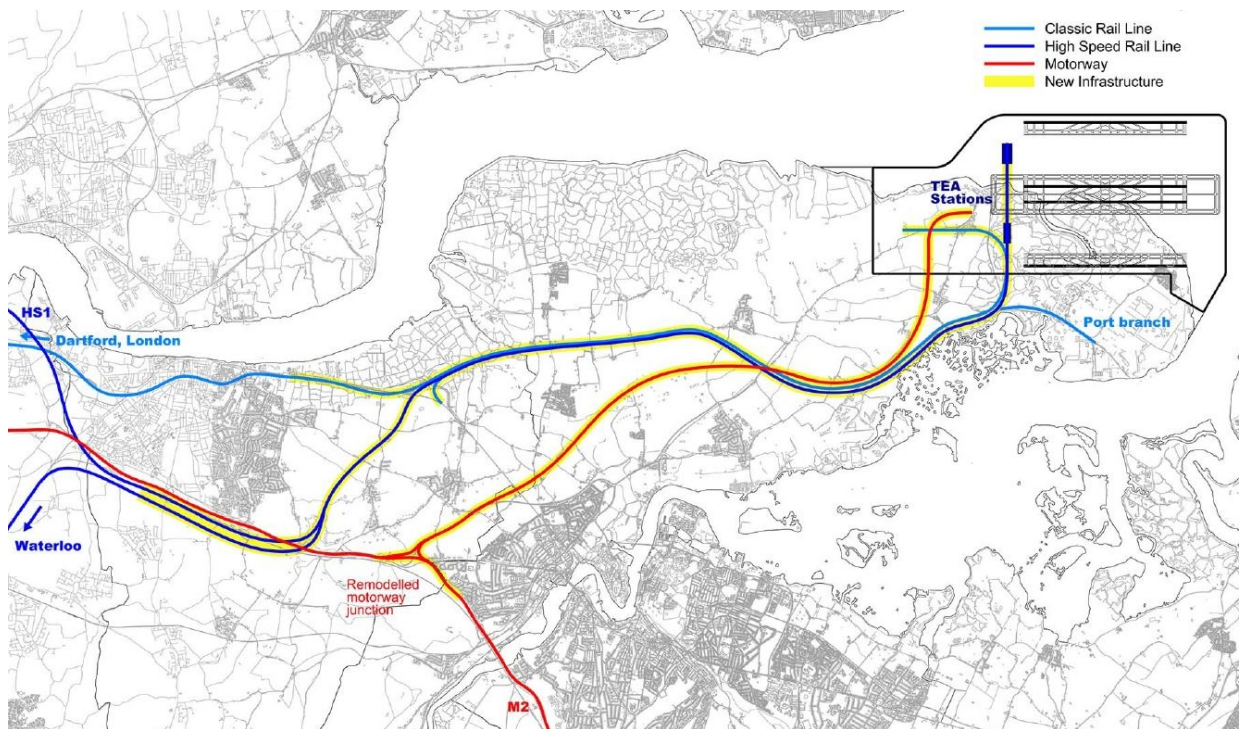 Classic Rail Line
High Speed Rail Line
Motorway
New Infrastructure
TEA
Stations
HS1
Dartford, London
Port branch
Waterloo
Remodelled
motorway
junction
M2